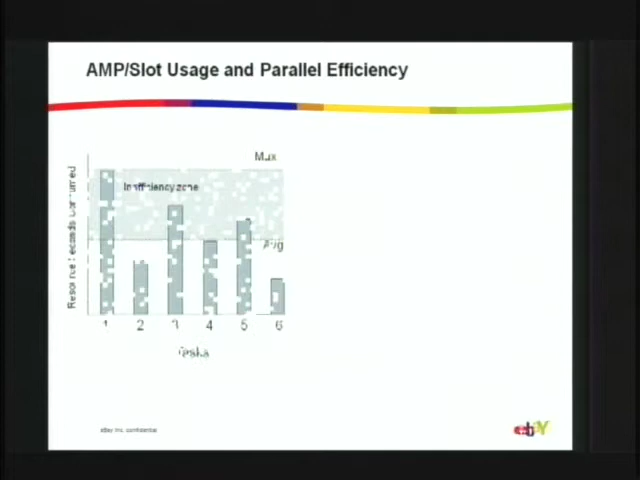 AMP/Slot Usage and Parallel Efficiency
Max
Inefficiency zone
Resource Seconds Consumed
Avg
1 2 3 4 5 6
Tasks
eBay Inc. confidential
ebY